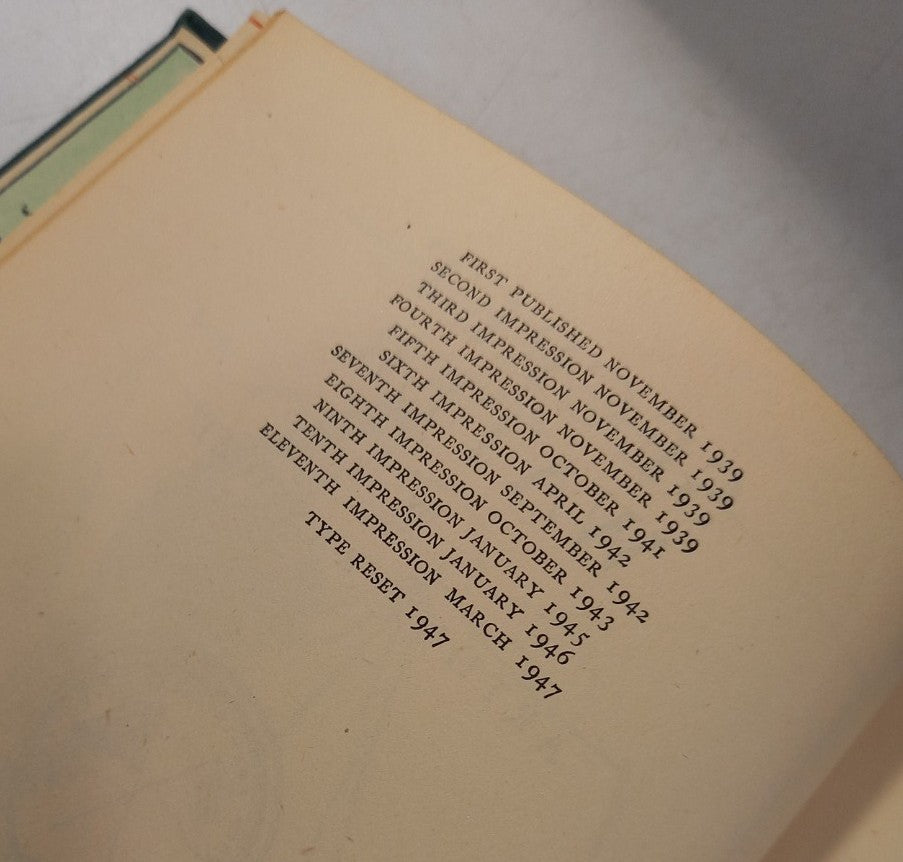 FIRST PUBLISHED NOVEMBER 1939
SECOND IMPRESSION NOVEMBER 1939
THIRD IMPRESSION NOVEMBER 1939
FOURTH IMPRESSION NOVEMBER 1939
FIFTH IMPRESSION OCTOBER 1941
SIXTH IMPRESSION APRIL 1942
SEVENTH IMPRESSION SEPTEMBER 1942
EIGHTH IMPRESSION OCTOBER 1943
NINTH IMPRESSION JANUARY 1945
TENTH IMPRESSION JANUARY 1946
ELEVENTH IMPRESSION MARCH 1947
TYPE RESET 1947